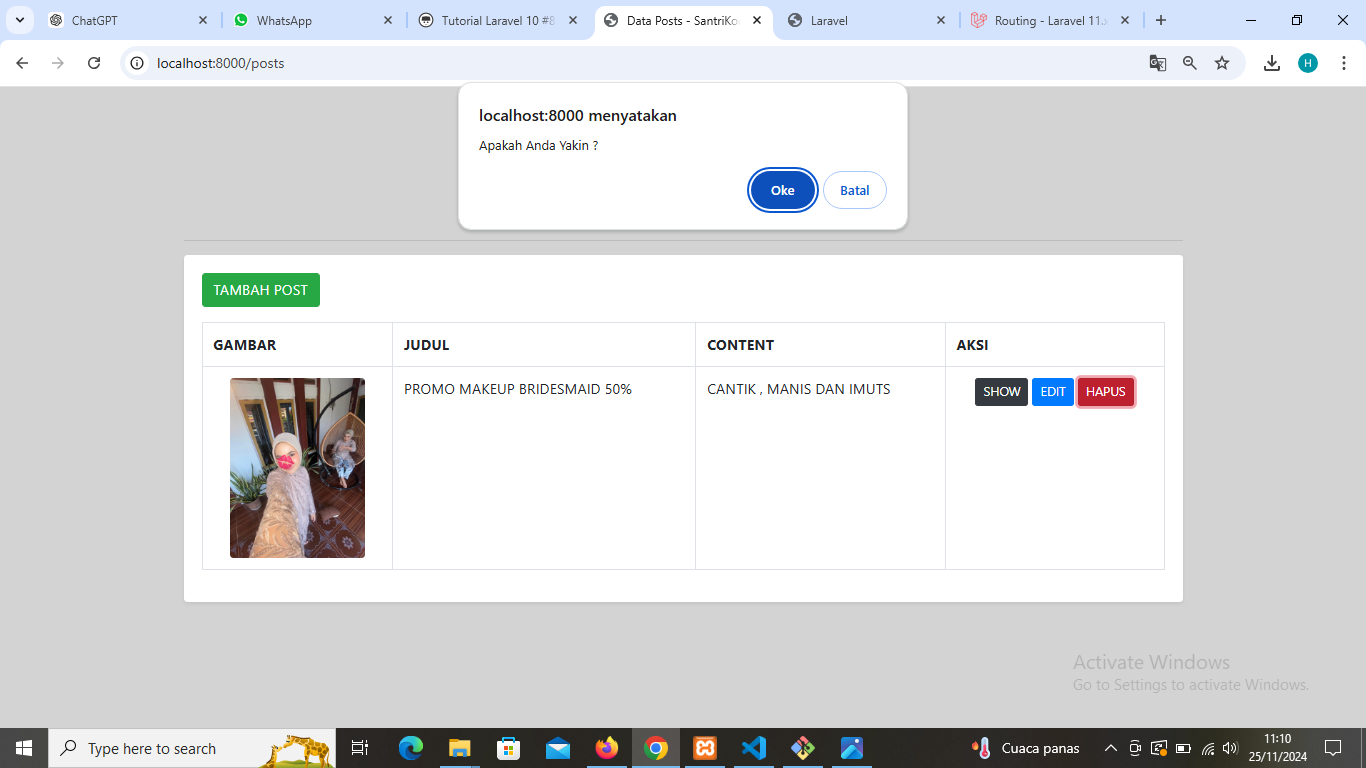 ChatGPT
WhatsApp
Tutorial Laravel 10 #8
Data Posts - SantriKo
Laravel
Routing - Laravel 11.x
localhost:8000/posts
H
localhost:8000 menyatakan
Apakah Anda Yakin ?
Oke Batal
TAMBAH POST
GAMBAR JUDUL CONTENT AKSI
PROMO MAKEUP BRIDESMAID 50% CANTIK , MANIS DAN IMUTS SHOW EDIT HAPUS
Activate Windows
Go to Settings to activate Windows.
Type here to search
Cuaca panas
11:10
25/11/2024